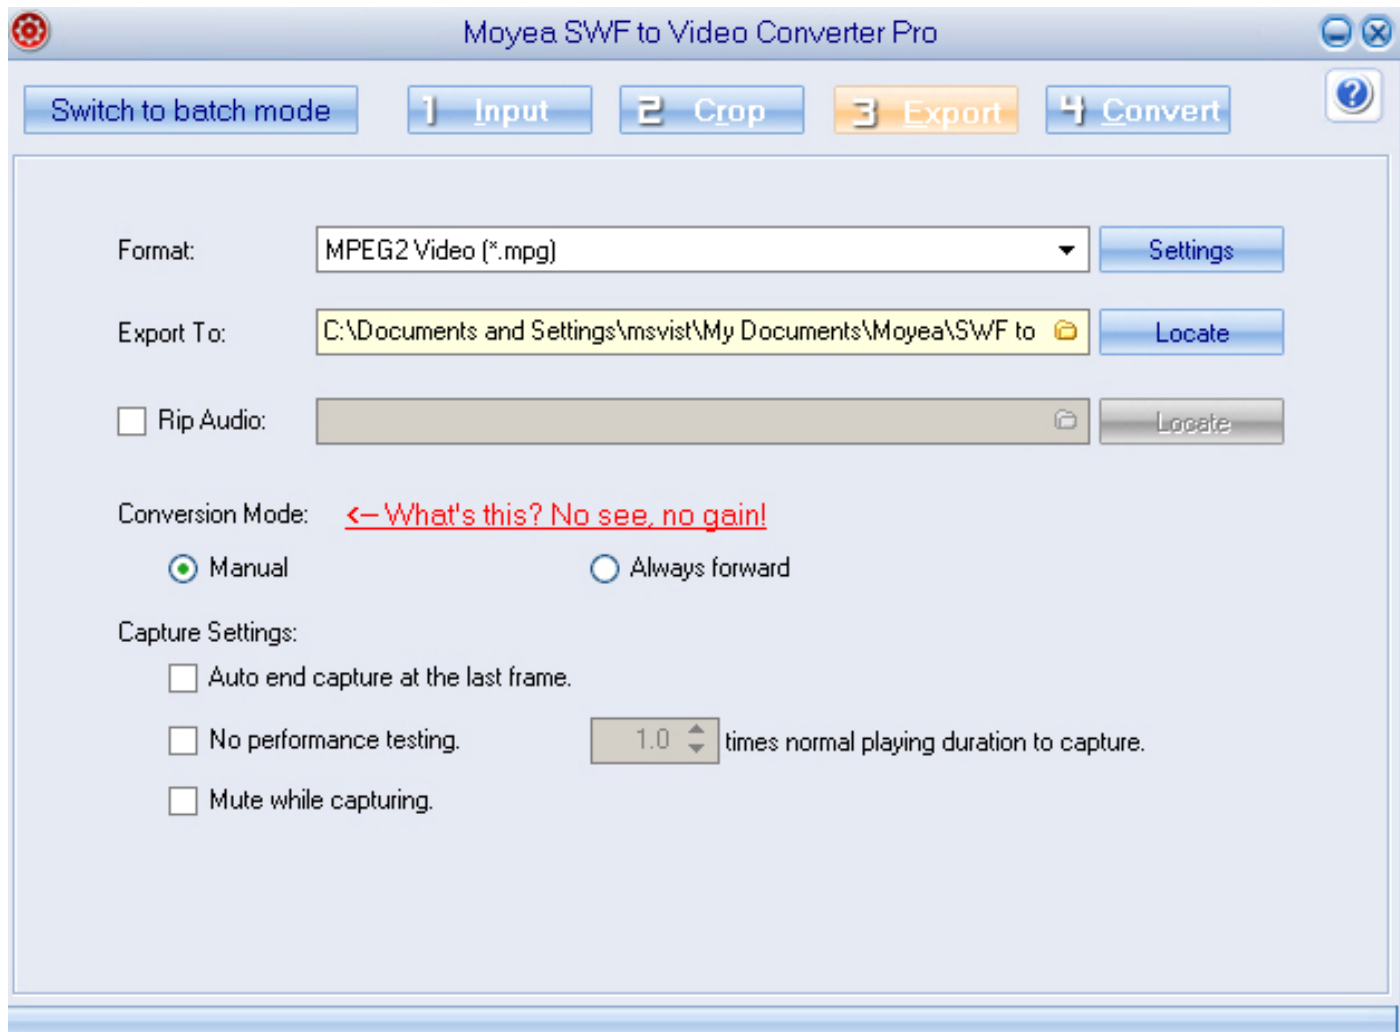 Moyea SWF to Video Converter Pro
Switch to batch mode 1 Input 2 Crop 3 Export 4 Convert ?
Format: MPEG2 Video (*.mpg) Settings
Export To: C:\Documents and Settings\msvist\My Documents\Moyea\SWF to Locate
Rip Audio: Locate
Conversion Mode: <-- What's this? No see, no gain!
Manual Always forward
Capture Settings:
Auto end capture at the last frame.
No performance testing. 1.0 times normal playing duration to capture.
Mute while capturing.